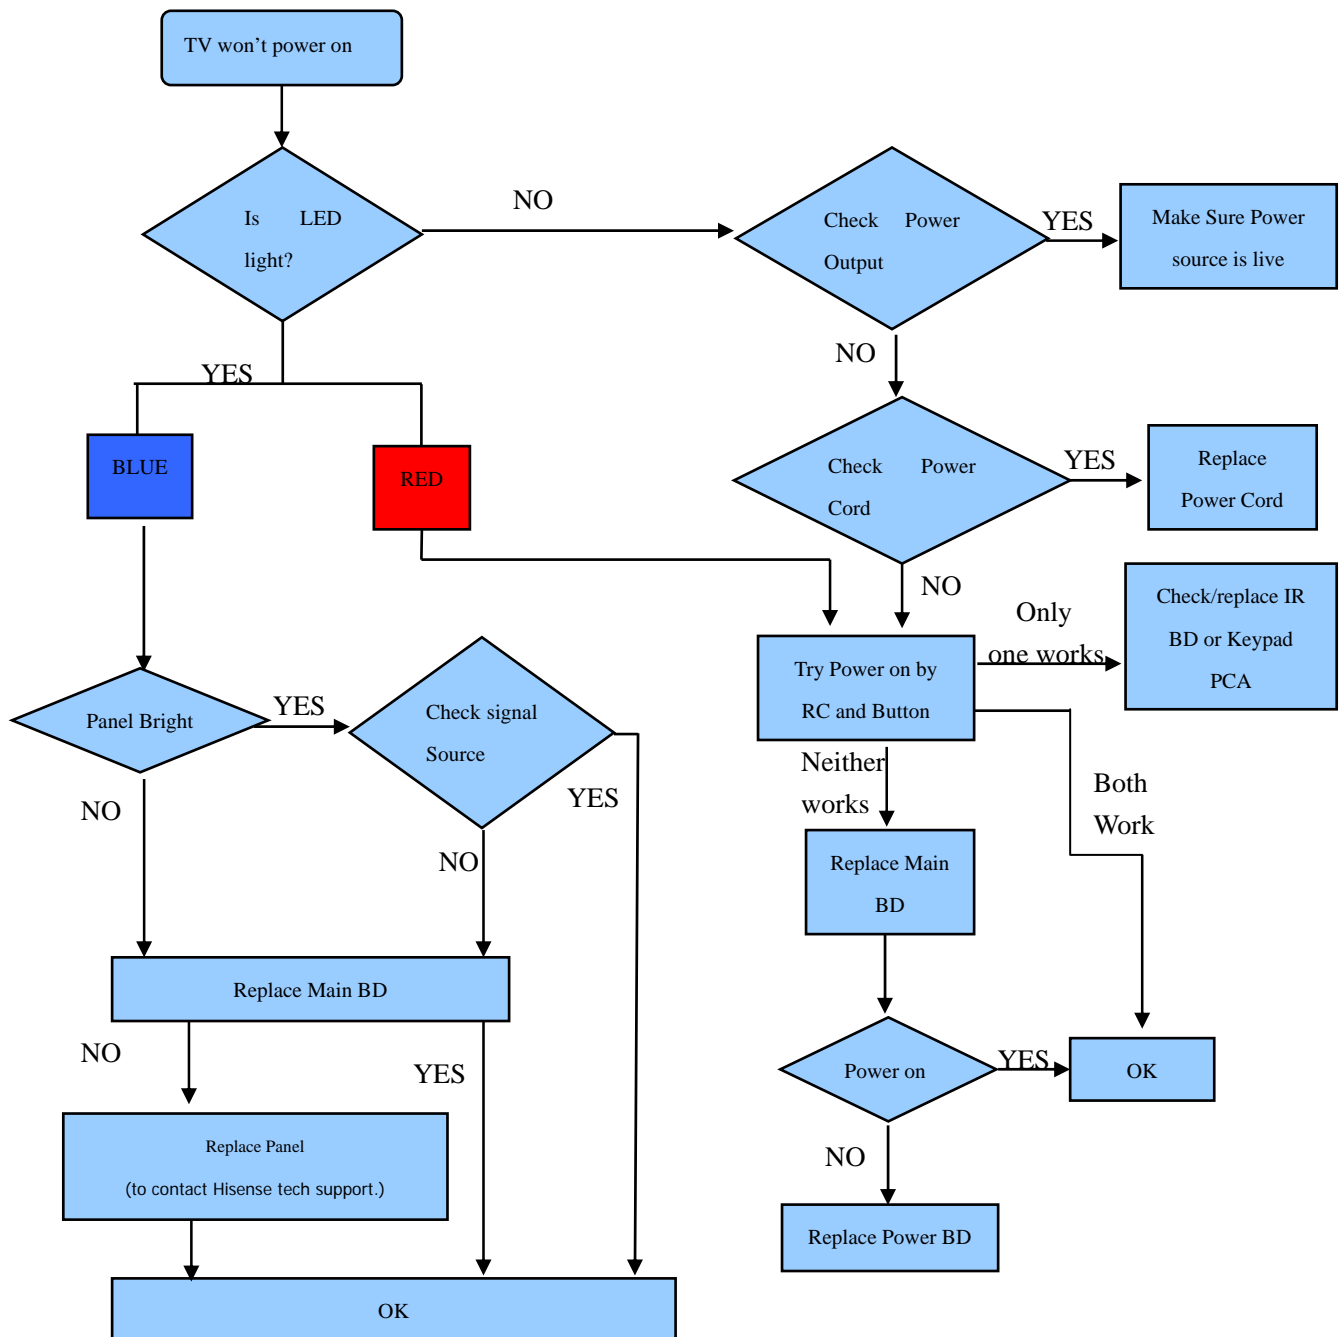 TV won’t power on
Is LED
light?
NO
Check Power
Output
YES
Make Sure Power
source is live
YES
NO
BLUE
RED
Check Power
Cord
YES
Replace
Power Cord
NO
Only
one works
Check/replace IR
BD or Keypad
PCA
Try Power on by
RC and Button
Panel Bright
YES
Check signal
Source
NO
YES
NO
Neither
works
Both
Work
Replace Main
BD
Replace Main BD
NO
YES
Power on
YES
OK
Replace Panel
(to contact Hisense tech support.)
NO
Replace Power BD
OK